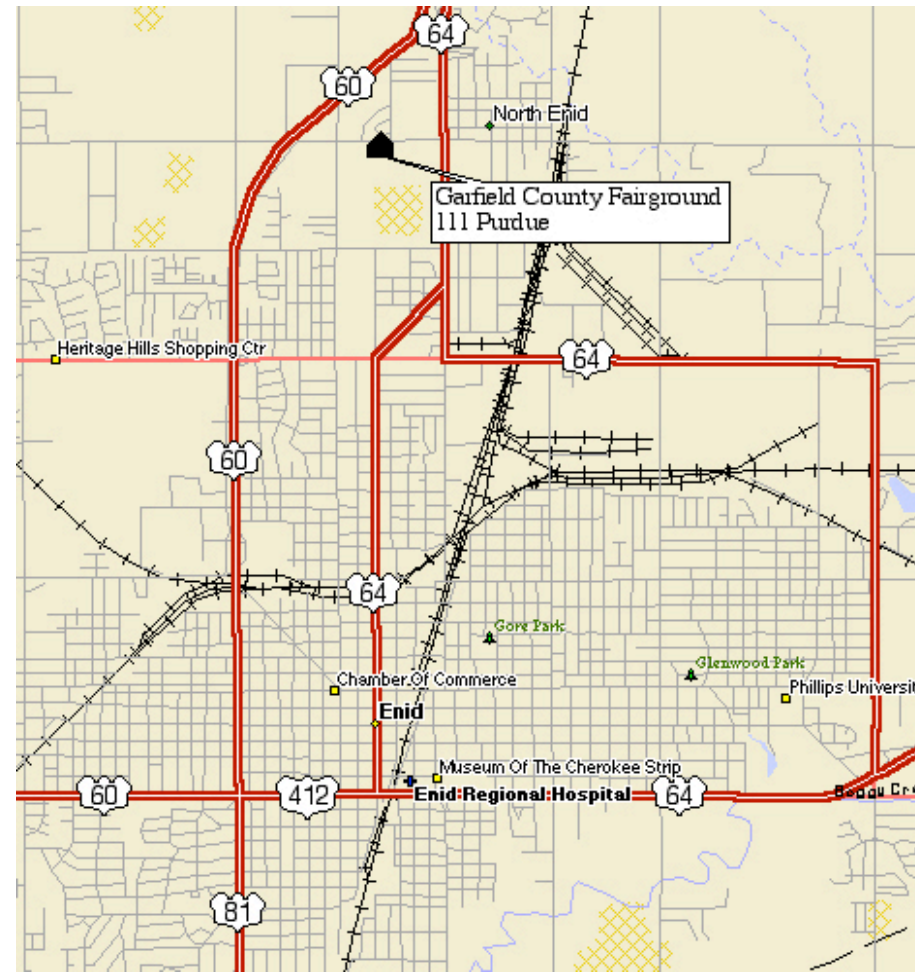 64
60
North Enid
Garfield County Fairground
111 Purdue
Heritage Hills Shopping Ctr
64
60
64
Gore Park
Glenwood Park
Chamber Of Commerce
Phillips Universit
Enid
Museum Of The Cherokee Strip
60
412
Enid Regional Hospital
64
Boggy Cre
81